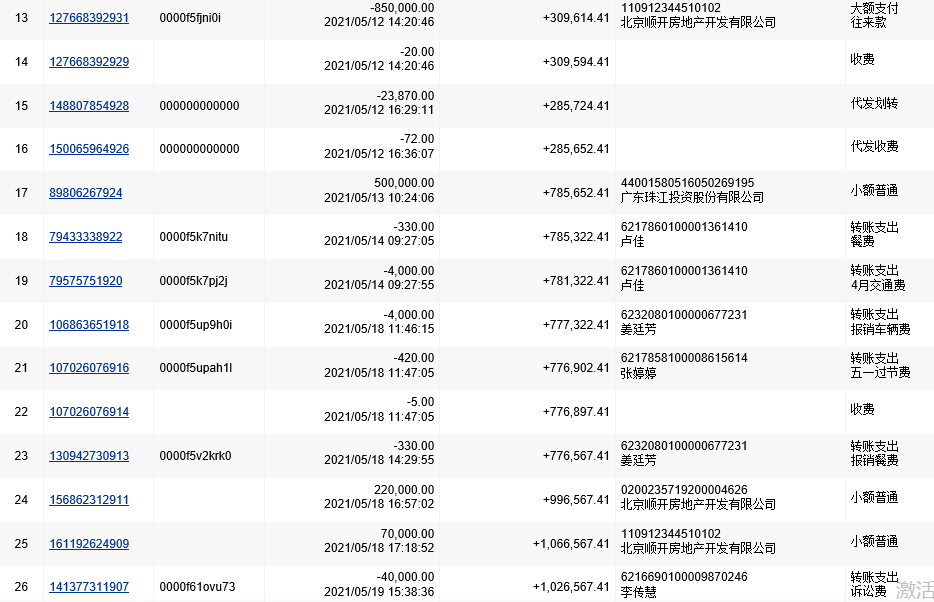 13 127668392931 0000f5fjni0i -850,000.00 2021/05/12 14:20:46 +309,614.41 110912344510102 北京顺开房地产开发有限公司 大额支付 往来款
14 127668392929 -20.00 2021/05/12 14:20:46 +309,594.41 收费
15 148807854928 000000000000 -23,870.00 2021/05/12 16:29:11 +285,724.41 代发划转
16 150065964926 000000000000 -72.00 2021/05/12 16:36:07 +285,652.41 代发收费
17 89806267924 500,000.00 2021/05/13 10:24:06 +785,652.41 44001580516050269195 广东珠江投资股份有限公司 小额普通
18 79433338922 0000f5k7nitu -330.00 2021/05/14 09:27:05 +785,322.41 6217860100001361410 卢佳 转账支出 餐费
19 79575751920 0000f5k7pj2j -4,000.00 2021/05/14 09:27:55 +781,322.41 6217860100001361410 卢佳 转账支出 4月交通费
20 106863651918 0000f5up9h0i -4,000.00 2021/05/18 11:46:15 +777,322.41 6232080100000677231 姜廷芳 转账支出 报销车辆费
21 107026076916 0000f5upah1l -420.00 2021/05/18 11:47:05 +776,902.41 6217858100008615614 张婷婷 转账支出 五一过节费
22 107026076914 -5.00 2021/05/18 11:47:05 +776,897.41 收费
23 130942730913 0000f5v2krk0 -330.00 2021/05/18 14:29:55 +776,567.41 6232080100000677231 姜廷芳 转账支出 报销餐费
24 156862312911 220,000.00 2021/05/18 16:57:02 +996,567.41 0200235719200004626 北京顺开房地产开发有限公司 小额普通
25 161192624909 70,000.00 2021/05/18 17:18:52 +1,066,567.41 110912344510102 北京顺开房地产开发有限公司 小额普通
26 141377311907 0000f61ovu73 -40,000.00 2021/05/19 15:38:36 +1,026,567.41 6216690100009870246 李传慧 转账支出 诉讼费
激活